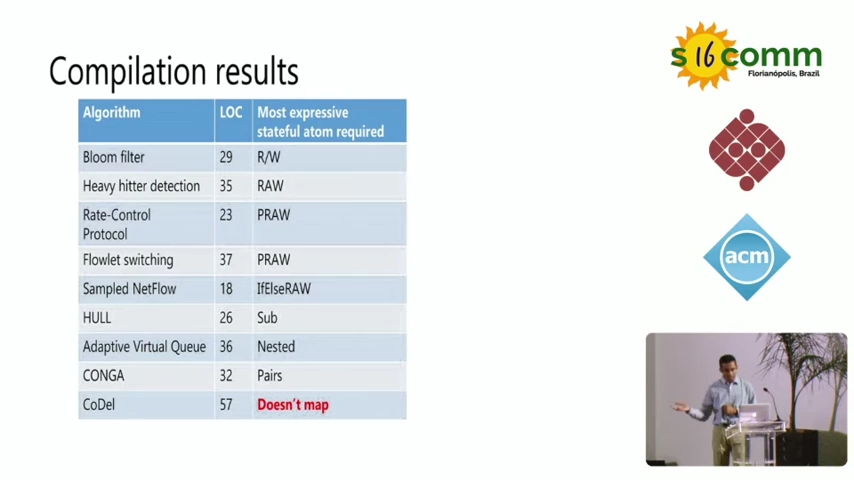 Compilation results
Algorithm LOC Most expressive
stateful atom required
Bloom filter 29 R/W
Heavy hitter detection 35 RAW
Rate-Control 23 PRAW
Protocol
Flowlet switching 37 PRAW
Sampled NetFlow 18 IfElseRAW
HULL 26 Sub
Adaptive Virtual Queue 36 Nested
CONGA 32 Pairs
CoDel 57 Doesn't map
s16comm
Florianópolis, Brazil
acm